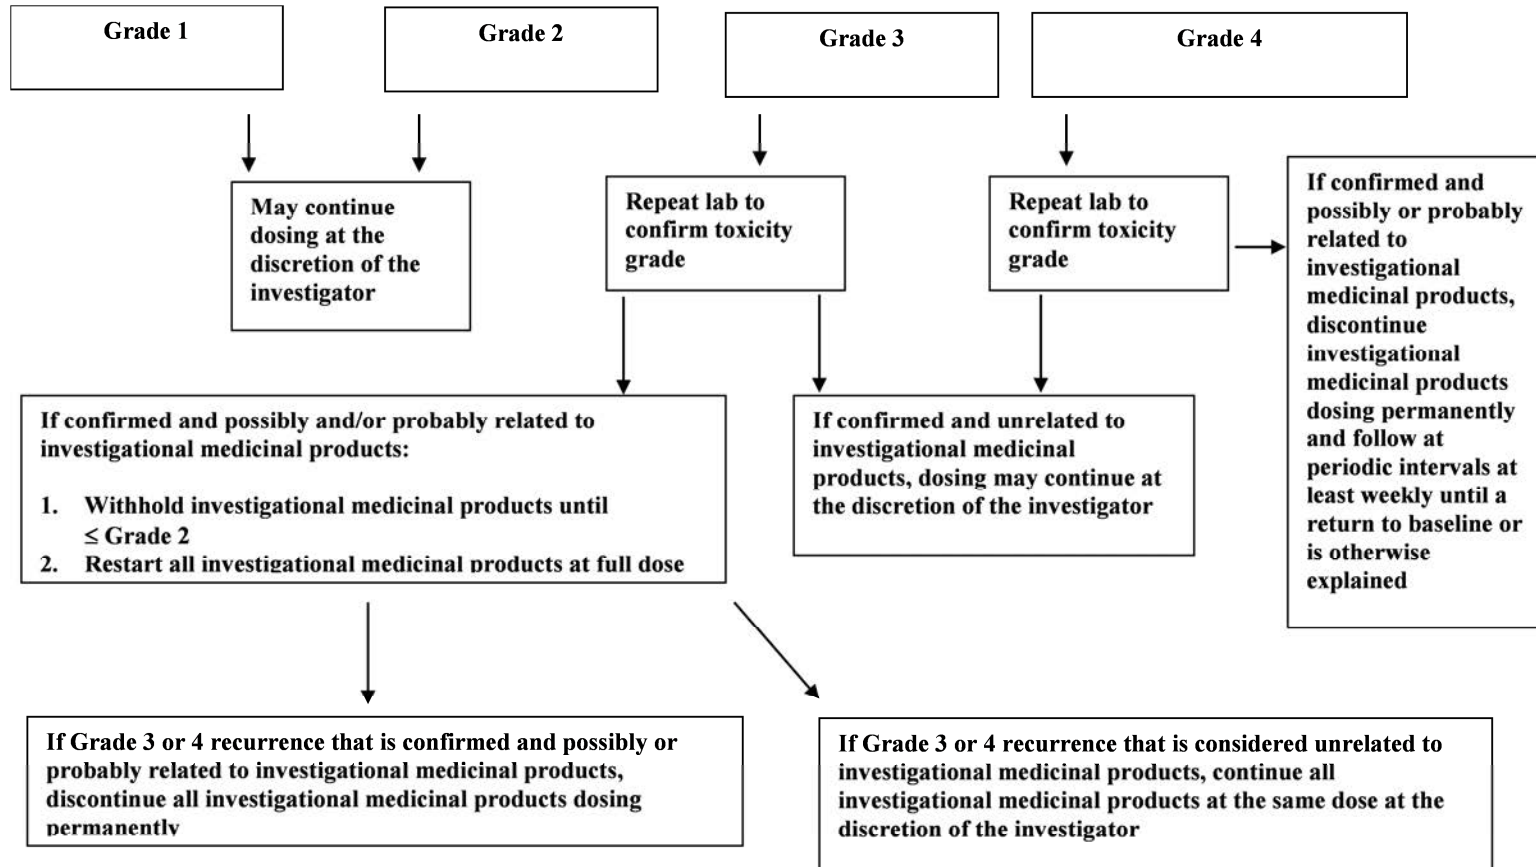 Grade 1
Grade 2
Grade 3
Grade 4
May continue
dosing at the
discretion of the
investigator
Repeat lab to
confirm toxicity
grade
Repeat lab to
confirm toxicity
grade
If confirmed and
possibly or probably
related to
investigational
medicinal products,
discontinue
investigational
medicinal products
dosing permanently
and follow at
periodic intervals at
least weekly until a
return to baseline or
is otherwise
explained
If confirmed and possibly and/or probably related to
investigational medicinal products:
1. Withhold investigational medicinal products until
≤ Grade 2
2. Restart all investigational medicinal products at full dose
If confirmed and unrelated to
investigational medicinal
products, dosing may continue at
the discretion of the investigator
If Grade 3 or 4 recurrence that is confirmed and possibly or
probably related to investigational medicinal products,
discontinue all investigational medicinal products dosing
permanently
If Grade 3 or 4 recurrence that is considered unrelated to
investigational medicinal products, continue all
investigational medicinal products at the same dose at the
discretion of the investigator